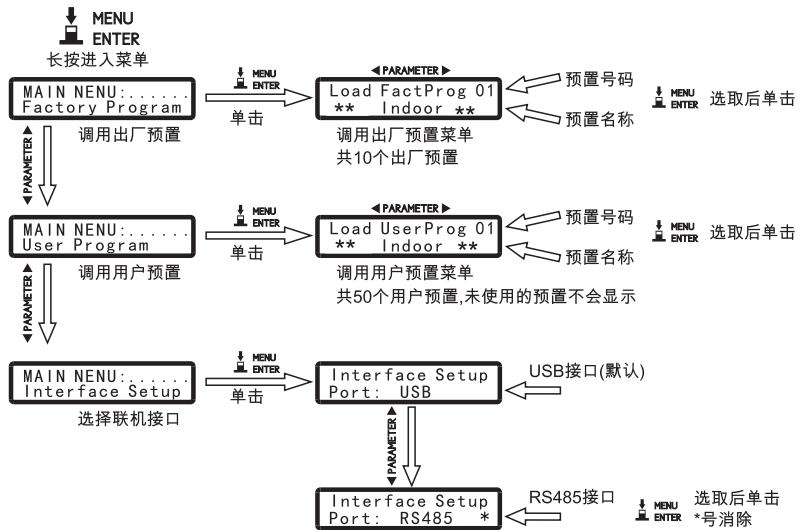 MENU
ENTER
长按进入菜单
MAIN NENU:......
Factory Program
调用出厂预置
MENU
ENTER
单击
◀PARAMETER▶
Load FactProg 01
** Indoor **
调用出厂预置菜单
共10个出厂预置
预置号码
预置名称
MENU
ENTER
选取后单击
PARAMETER
MAIN NENU:......
User Program
调用用户预置
MENU
ENTER
单击
◀PARAMETER▶
Load UserProg 01
** Indoor **
调用用户预置菜单
共50个用户预置,未使用的预置不会显示
预置号码
预置名称
MENU
ENTER
选取后单击
PARAMETER
MAIN NENU:......
Interface Setup
选择联机接口
MENU
ENTER
单击
Interface Setup
Port: USB
USB接口(默认)
PARAMETER
Interface Setup
Port: RS485 *
RS485接口
MENU
ENTER
选取后单击
*号消除